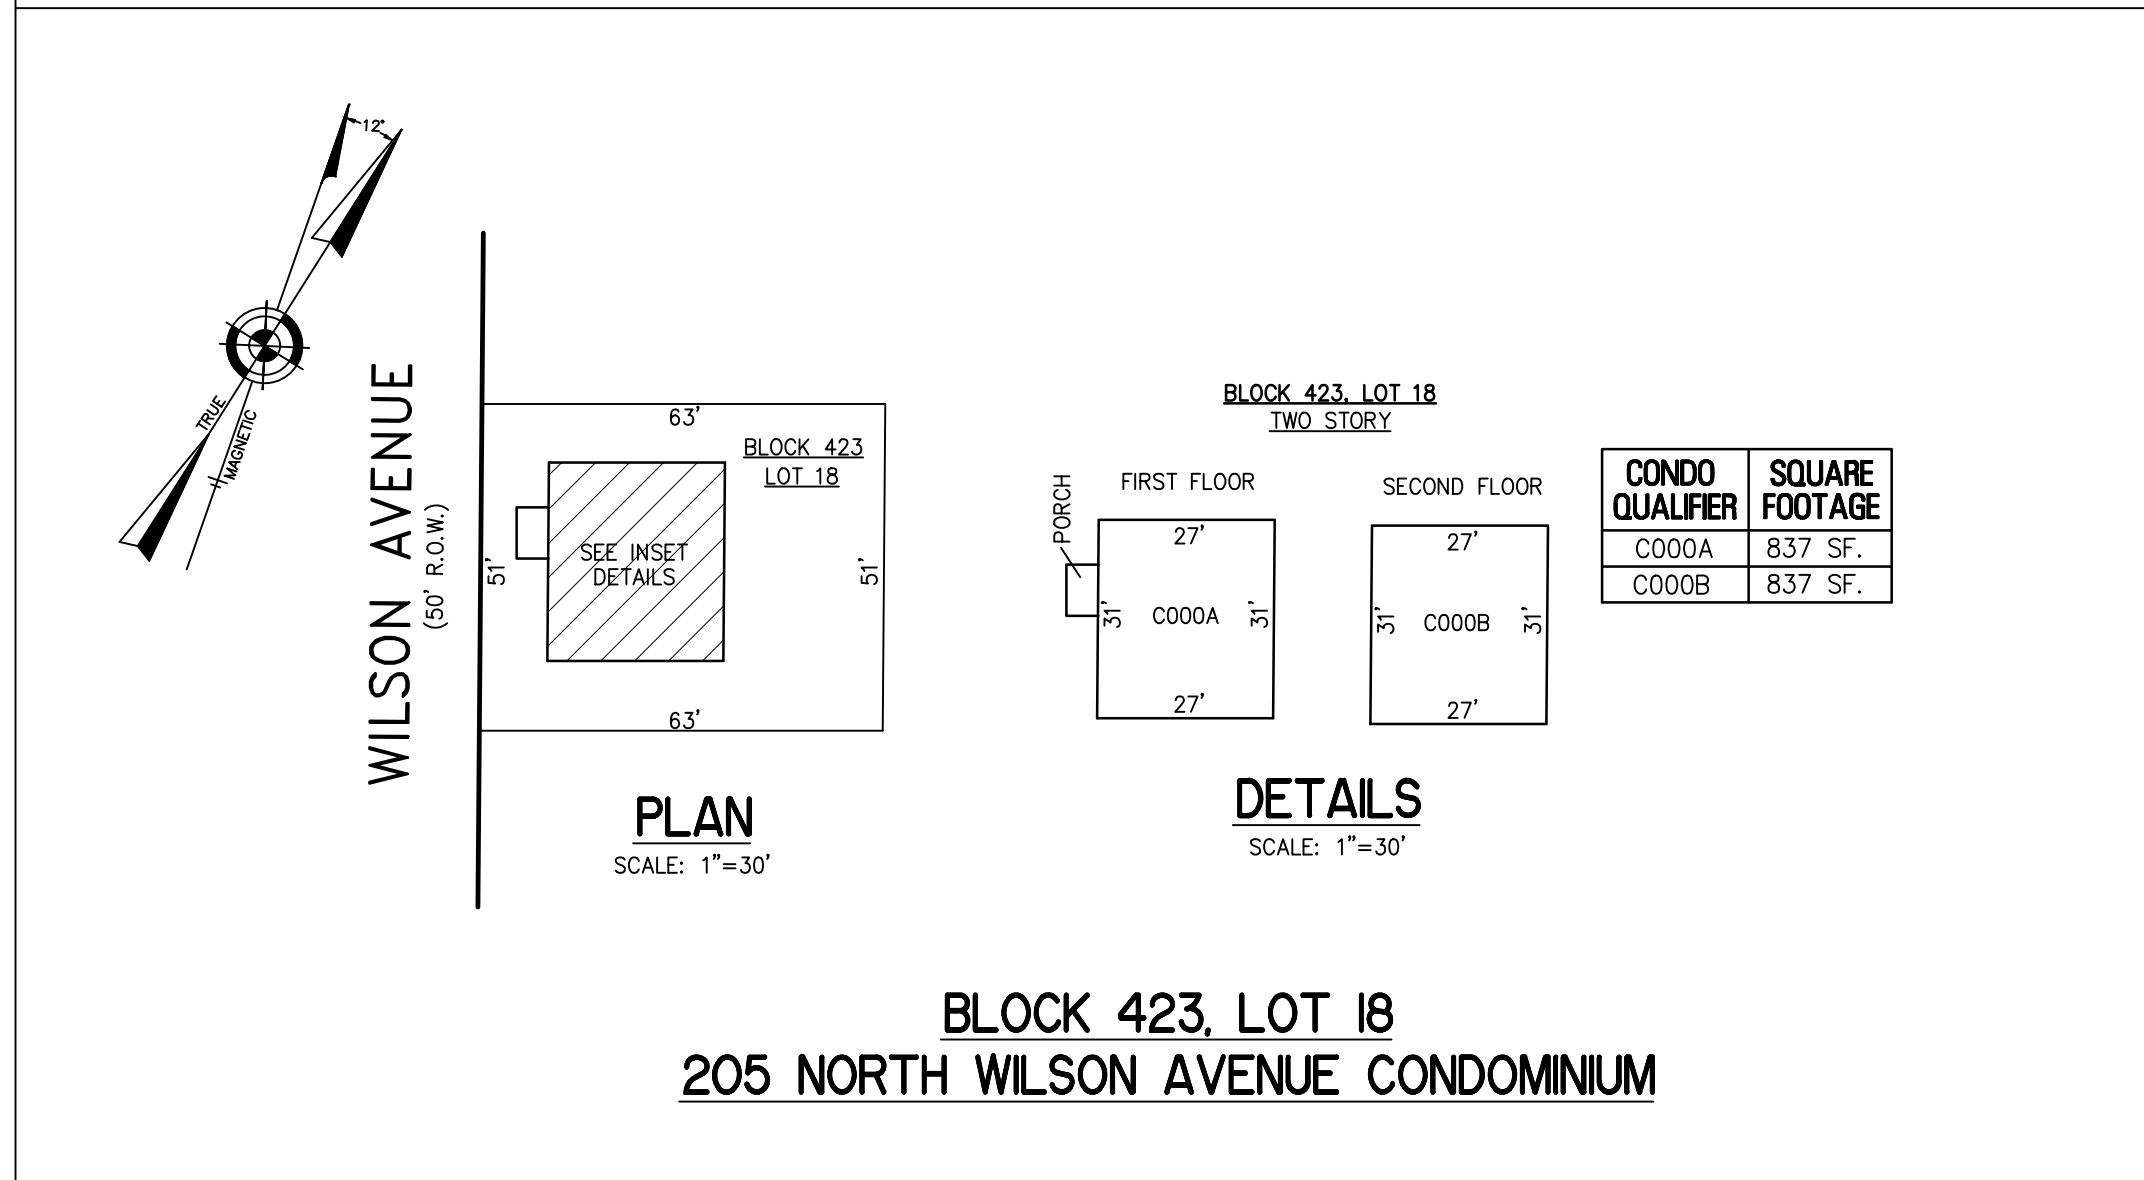 12°
TRUE
MAGNETIC
WILSON AVENUE
(50' R.O.W.)
63'
BLOCK 423
LOT 18
51'
SEE INSET
DETAILS
51'
63'
PLAN
SCALE: 1"=30'
BLOCK 423, LOT 18
TWO STORY
PORCH
FIRST FLOOR
27'
31'
C000A
31'
27'
SECOND FLOOR
27'
31'
C000B
31'
27'
DETAILS
SCALE: 1"=30'
CONDO QUALIFIER SQUARE FOOTAGE
C000A 837 SF.
C000B 837 SF.
BLOCK 423, LOT 18
205 NORTH WILSON AVENUE CONDOMINIUM